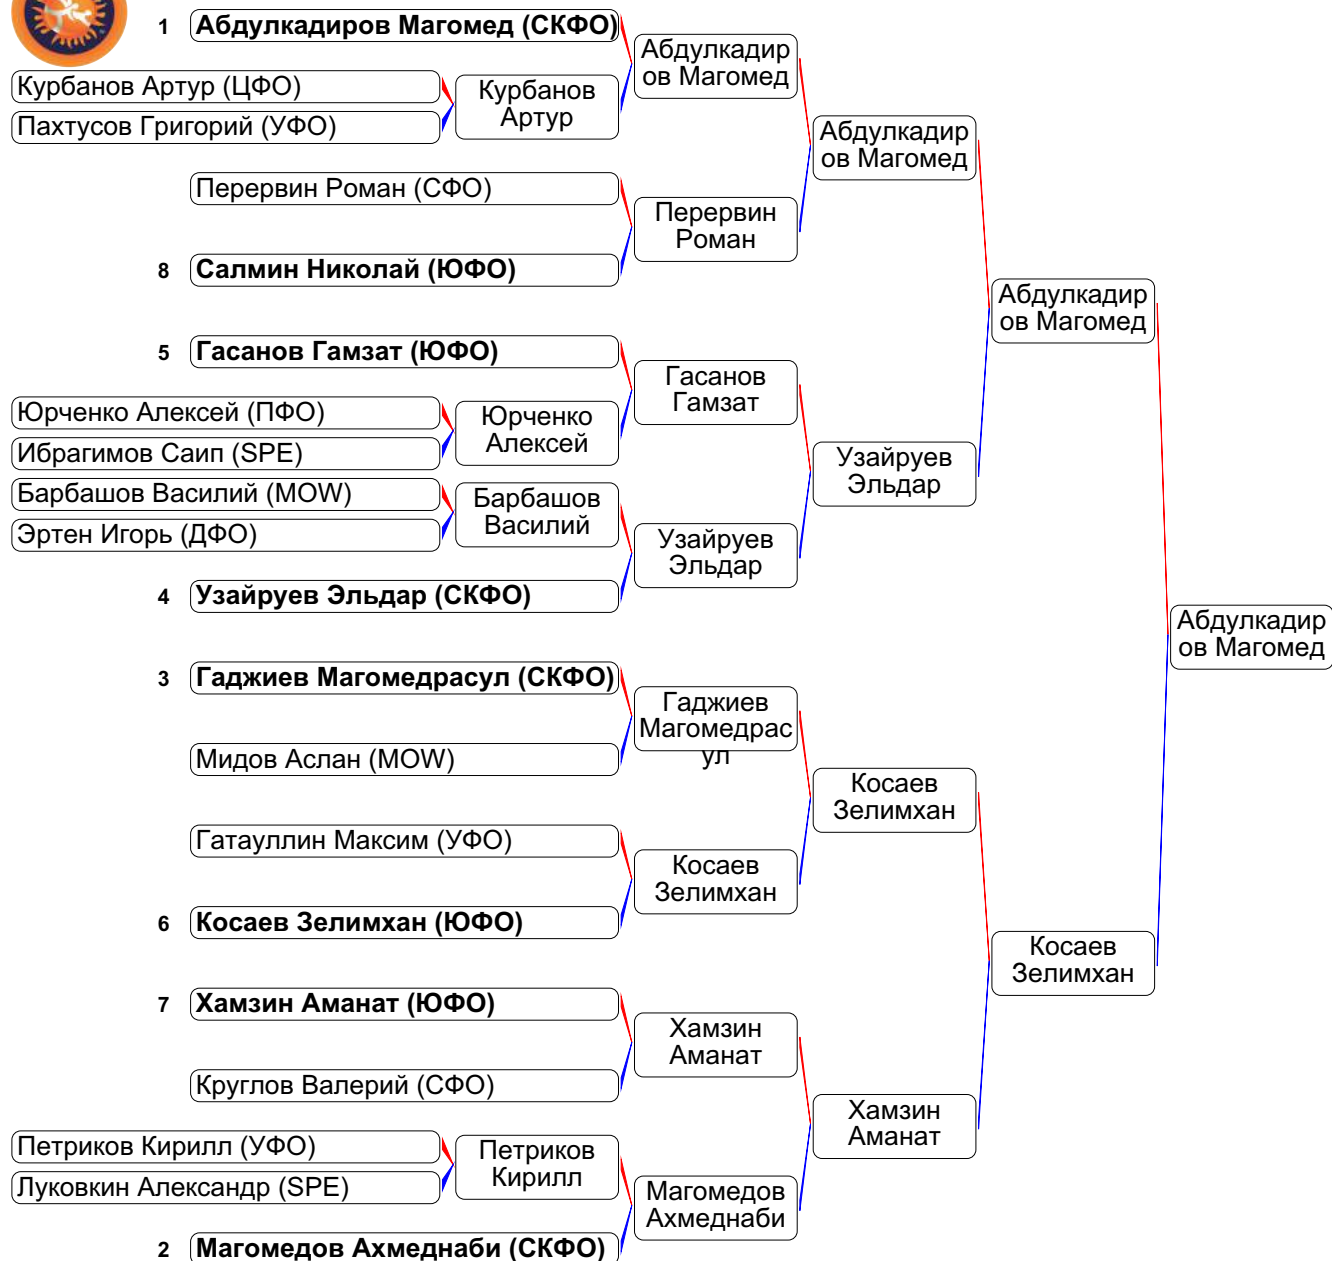 1 Абдулкадиров Магомед (СКФО)
Абдулкадир
ов Магомед
Курбанов Артур (ЦФО)
Курбанов
Артур
Пахтусов Григорий (УФО)
Абдулкадир
ов Магомед
Перервин Роман (СФО)
Перервин
Роман
8 Салмин Николай (ЮФО)
Абдулкадир
ов Магомед
5 Гасанов Гамзат (ЮФО)
Гасанов
Гамзат
Юрченко Алексей (ПФО)
Юрченко
Алексей
Ибрагимов Саип (SPE)
Узайруев
Эльдар
Барбашов Василий (MOW)
Барбашов
Василий
Эртен Игорь (ДФО)
Узайруев
Эльдар
4 Узайруев Эльдар (СКФО)
Абдулкадир
ов Магомед
3 Гаджиев Магомедрасул (СКФО)
Гаджиев
Магомедрас
ул
Мидов Аслан (MOW)
Косаев
Зелимхан
Гатауллин Максим (УФО)
Косаев
Зелимхан
6 Косаев Зелимхан (ЮФО)
Косаев
Зелимхан
7 Хамзин Аманат (ЮФО)
Хамзин
Аманат
Круглов Валерий (СФО)
Хамзин
Аманат
Петриков Кирилл (УФО)
Петриков
Кирилл
Луковкин Александр (SPE)
Магомедов
Ахмеднаби
2 Магомедов Ахмеднаби (СКФО)